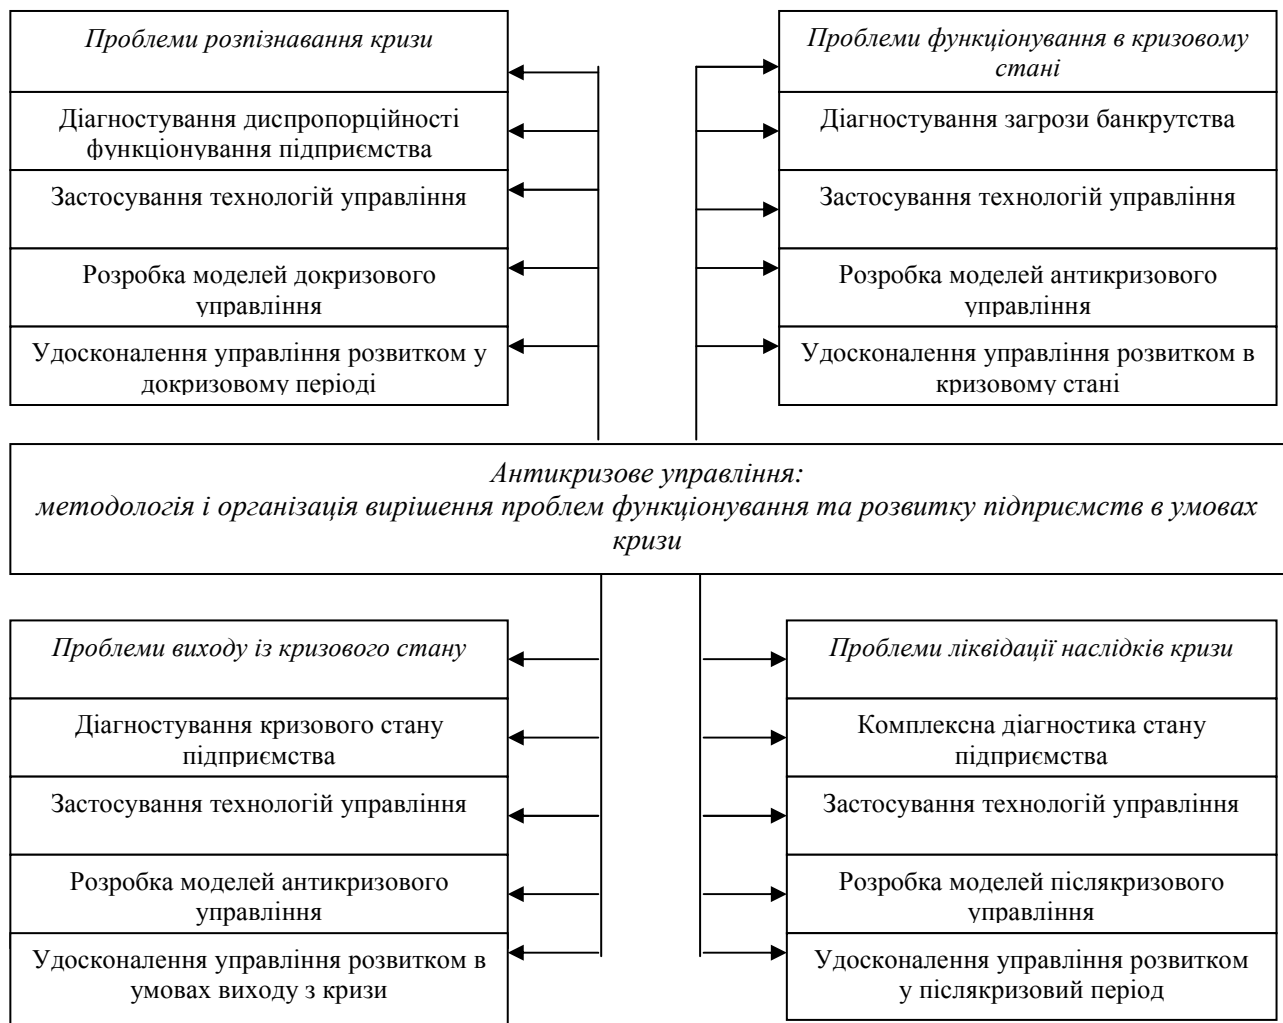 Проблеми розпізнавання кризи
Діагностування диспропорційності
функціонування підприємства
Застосування технологій управління
Розробка моделей докризового
управління
Удосконалення управління розвитком у
докризовому періоді
Проблеми функціонування в кризовому
стані
Діагностування загрози банкрутства
Застосування технологій управління
Розробка моделей антикризового
управління
Удосконалення управління розвитком в
кризовому стані
Антикризове управління:
методологія і організація вирішення проблем функціонування та розвитку підприємств в умовах
кризи
Проблеми виходу із кризового стану
Діагностування кризового стану
підприємства
Застосування технологій управління
Розробка моделей антикризового
управління
Удосконалення управління розвитком в
умовах виходу з кризи
Проблеми ліквідації наслідків кризи
Комплексна діагностика стану
підприємства
Застосування технологій управління
Розробка моделей післякризового
управління
Удосконалення управління розвитком
у післякризовий період